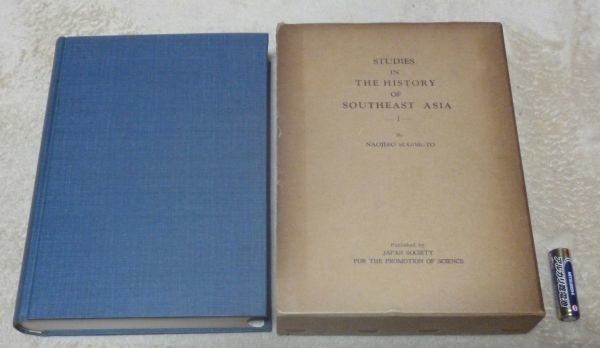 STUDIES
IN
THE HISTORY
OF
SOUTHEAST ASIA
— I —
By
NAOJIRO SUGIMOTO
Published by
JAPAN SOCIETY
FOR THE PROMOTION OF SCIENCE